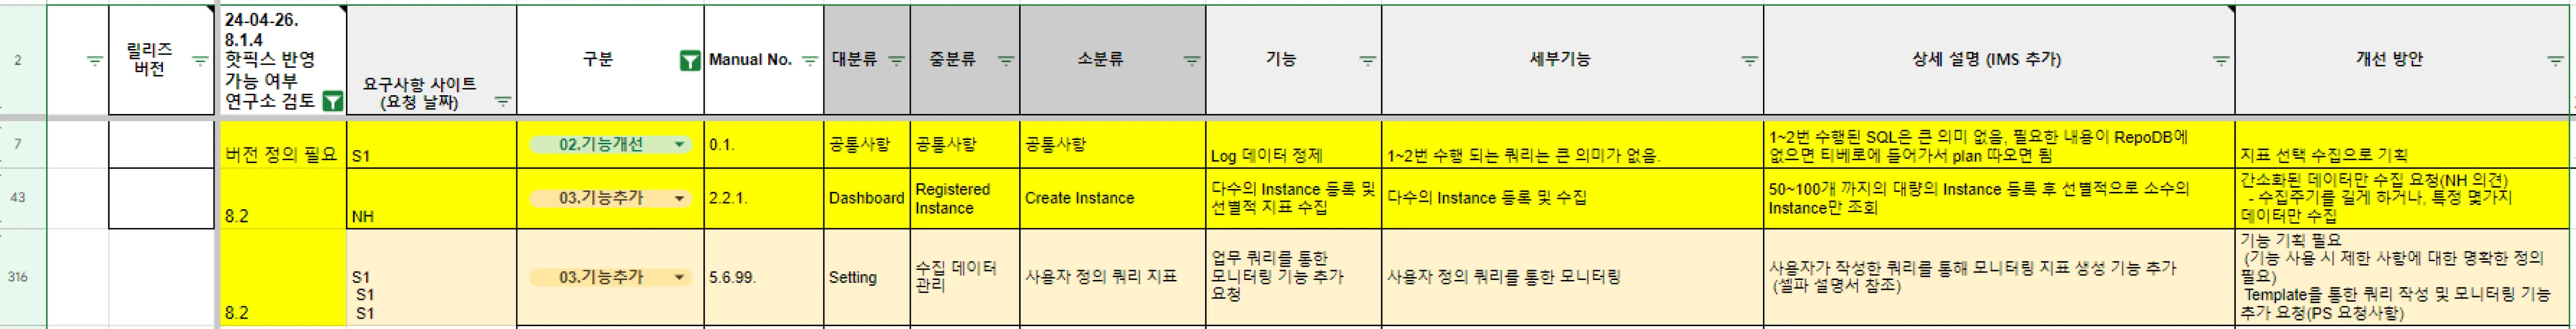 2
릴리즈
버전
24-04-26.
8.1.4
핫픽스 반영
가능 여부
연구소 검토
요구사항 사이트
(요청 날짜)
구분
Manual No.
대분류
중분류
소분류
기능
세부기능
상세 설명 (IMS 추가)
개선 방안
7
버전 정의 필요
S1
02.기능개선
0.1.
공통사항
공통사항
공통사항
Log 데이터 정제
1~2번 수행 되는 쿼리는 큰 의미가 없음.
1~2번 수행된 SQL은 큰 의미 없음, 필요한 내용이 RepoDB에
없으면 티베로에 들어가서 plan 따오면 됨
지표 선택 수집으로 기획
43
8.2
NH
03.기능추가
2.2.1.
Dashboard
Registered
Instance
Create Instance
다수의 Instance 등록 및
선별적 지표 수집
다수의 Instance 등록 및 수집
50~100개 까지의 대량의 Instance 등록 후 선별적으로 소수의
Instance만 조회
간소화된 데이터만 수집 요청(NH 의견)
- 수집주기를 길게 하거나, 특정 몇가지
데이터만 수집
316
8.2
S1
S1
S1
03.기능추가
5.6.99.
Setting
수집 데이터
관리
사용자 정의 쿼리 지표
업무 쿼리를 통한
모니터링 기능 추가
요청
사용자 정의 쿼리를 통한 모니터링
사용자가 작성한 쿼리를 통해 모니터링 지표 생성 기능 추가
(셀파 설명서 참조)
기능 기획 필요
(기능 사용 시 제한 사항에 대한 명확한 정의
필요)
Template을 통한 쿼리 작성 및 모니터링 기능
추가 요청(PS 요청사항)